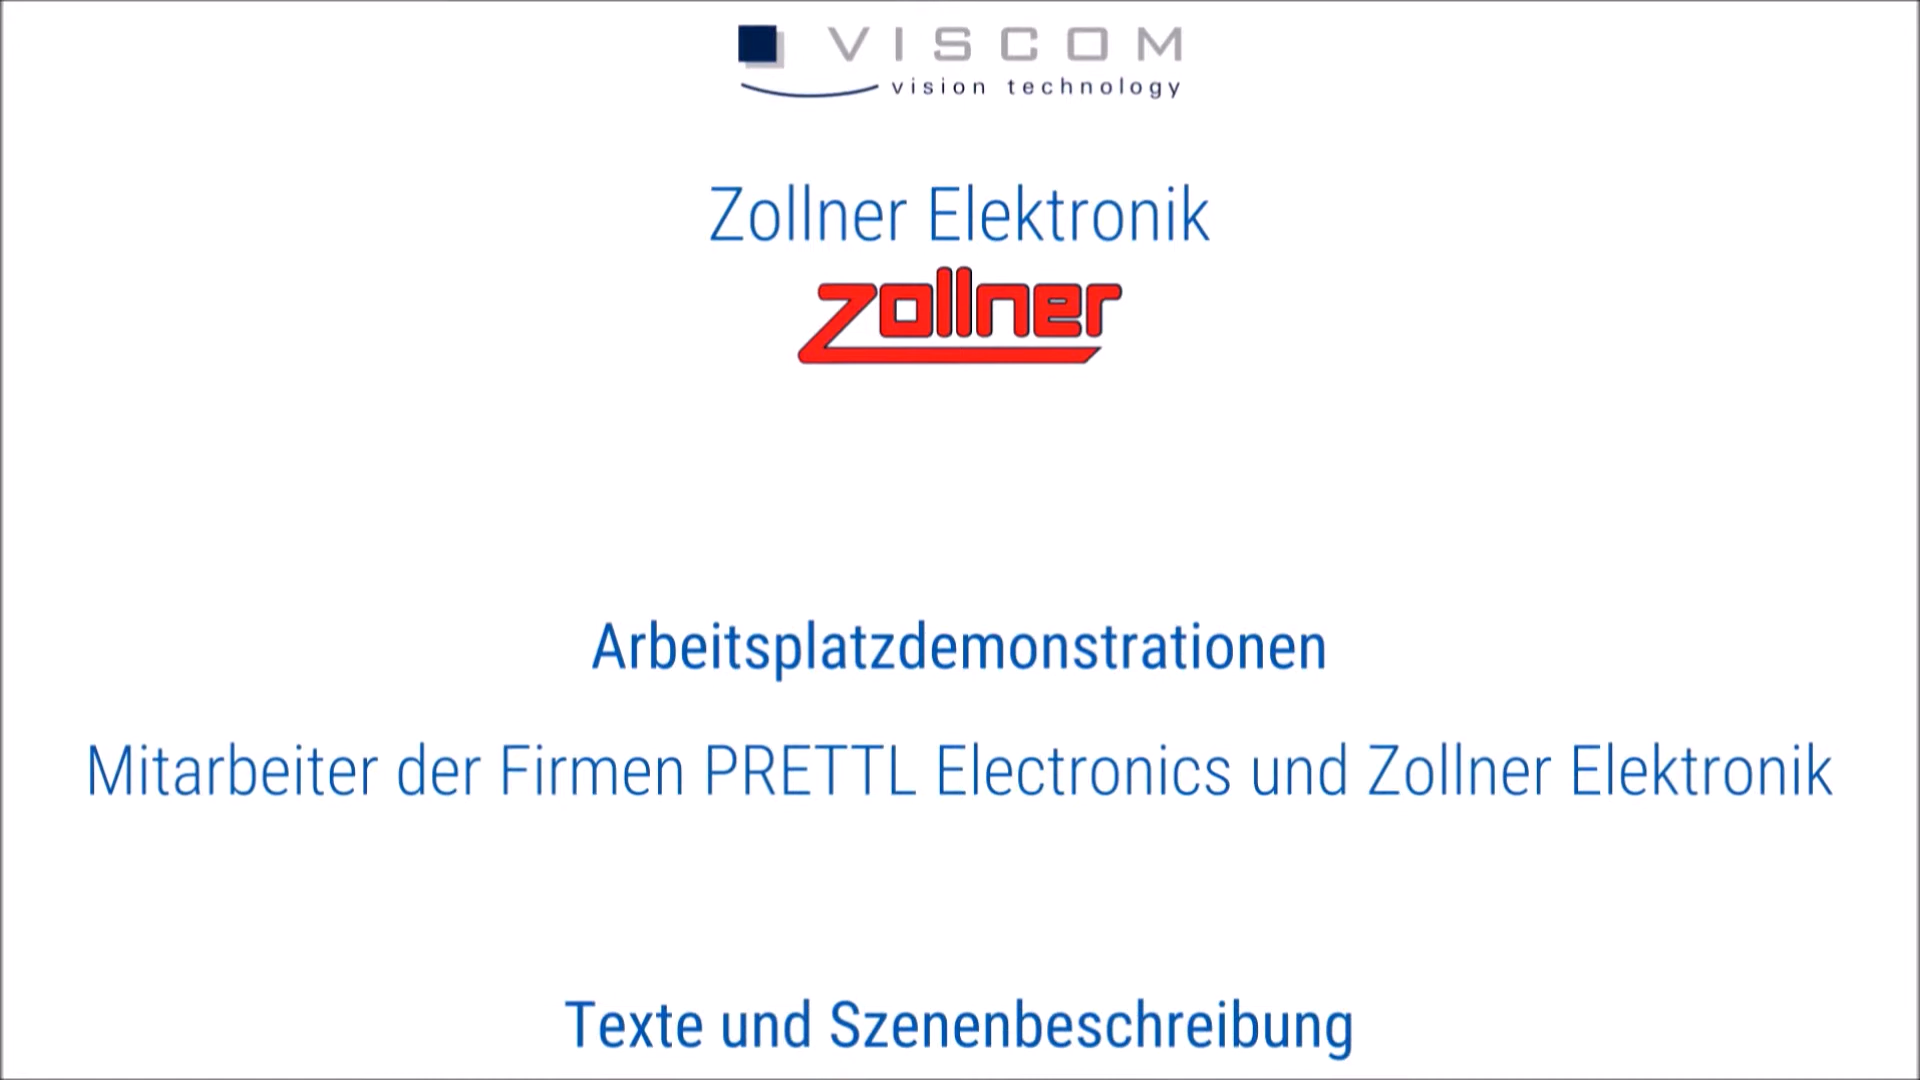 VISCOM
vision technology
Zollner Elektronik
zollner
Arbeitsplatzdemonstrationen
Mitarbeiter der Firmen PRETTL Electronics und Zollner Elektronik
Texte und Szenenbeschreibung